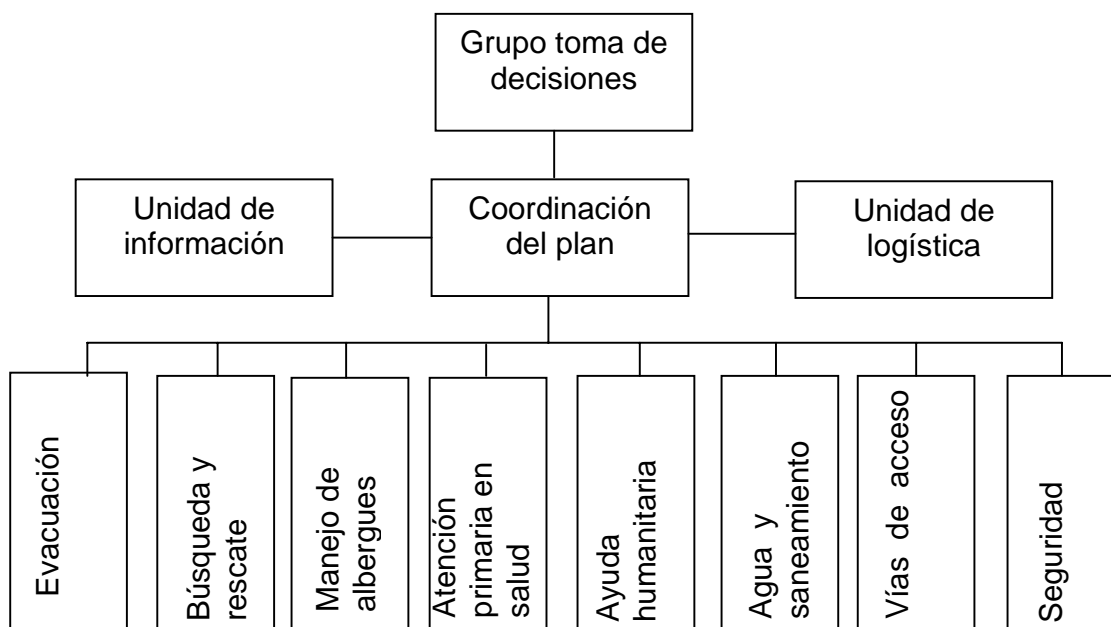 Grupo toma de
decisiones
Unidad de
información
Coordinación
del plan
Unidad de
logística
Evacuación
Búsqueda y
rescate
Manejo de
albergues
Atención
primaria en
salud
Ayuda
humanitaria
Agua y
saneamiento
Vías de acceso
Seguridad